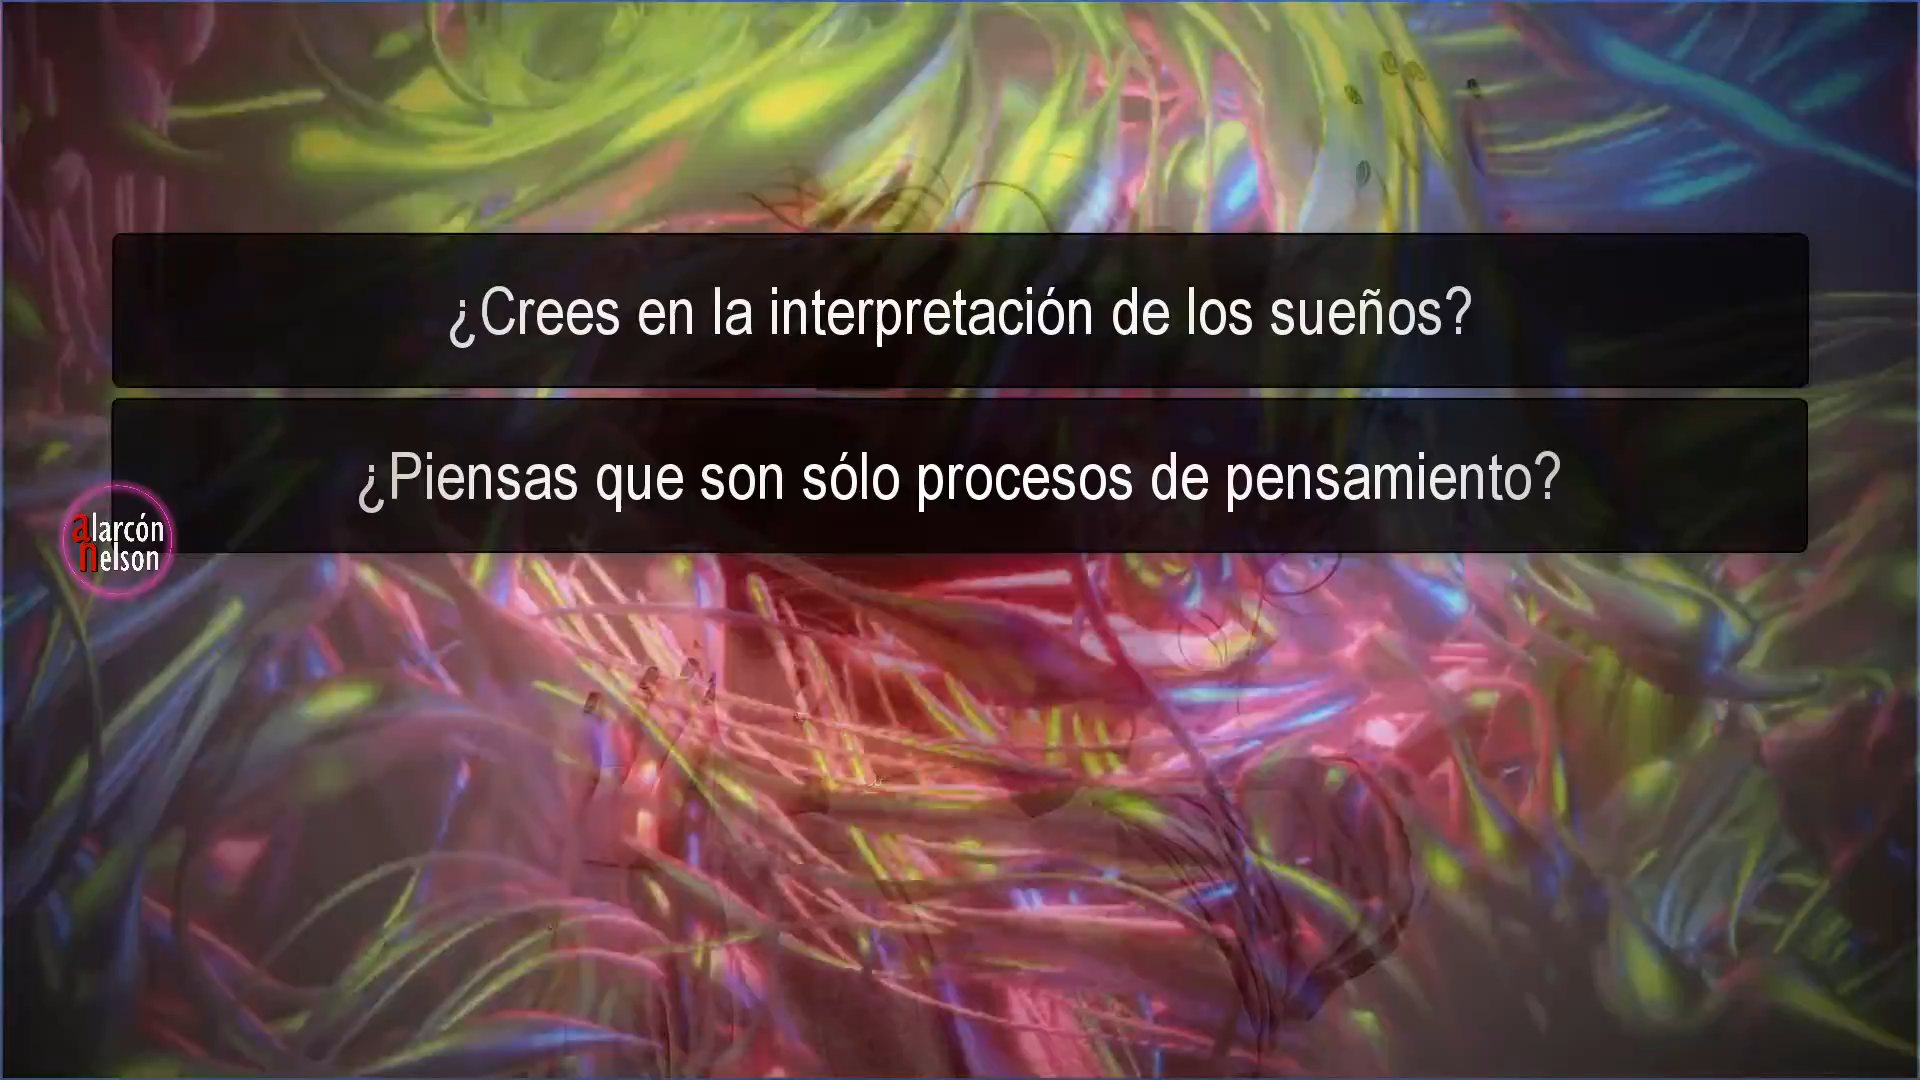 ¿Crees en la interpretación de los sueños?
¿Piensas que son sólo procesos de pensamiento?
alarcón
nelson